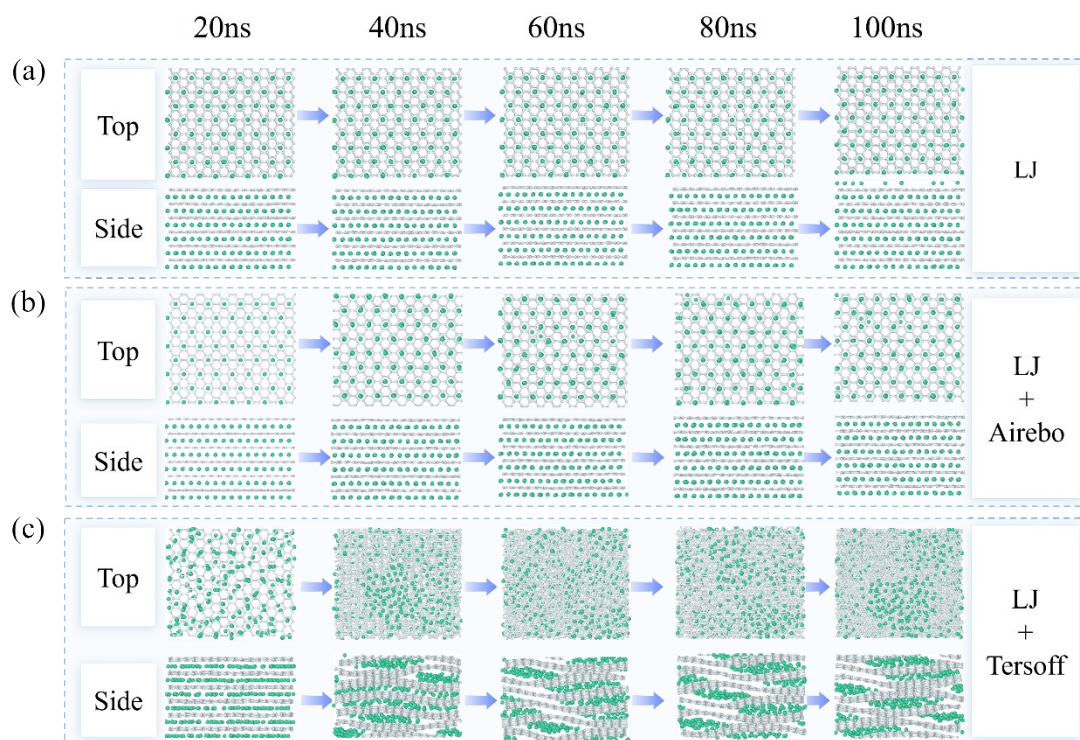 20ns 40ns 60ns 80ns 100ns
(a)
Top
Side
LJ
(b)
Top
Side
LJ
+
Airebo
(c)
Top
Side
LJ
+
Tersoff